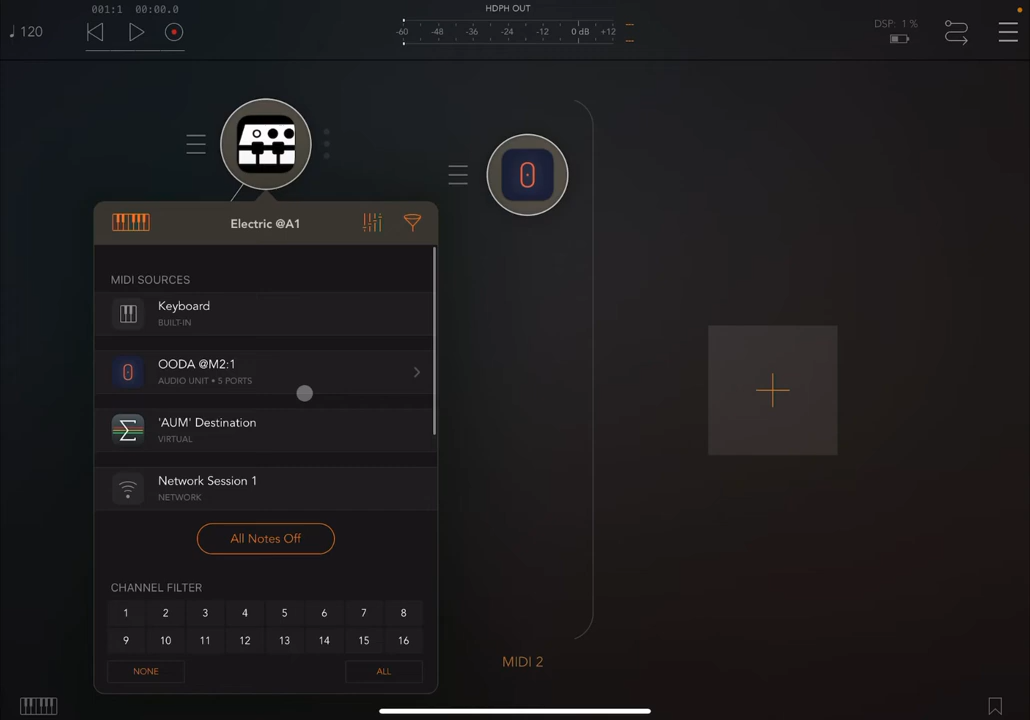 001:1 00:00.0
HDPH OUT
♩ 120
-60 -48 -36 -24 -12 0 dB +12
DSP: 1 %
Electric @A1
MIDI SOURCES
Keyboard
BUILT-IN
OODA @M2:1
AUDIO UNIT • 5 PORTS
'AUM' Destination
VIRTUAL
Network Session 1
NETWORK
All Notes Off
CHANNEL FILTER
1 2 3 4 5 6 7 8
9 10 11 12 13 14 15 16
NONE ALL
MIDI 2